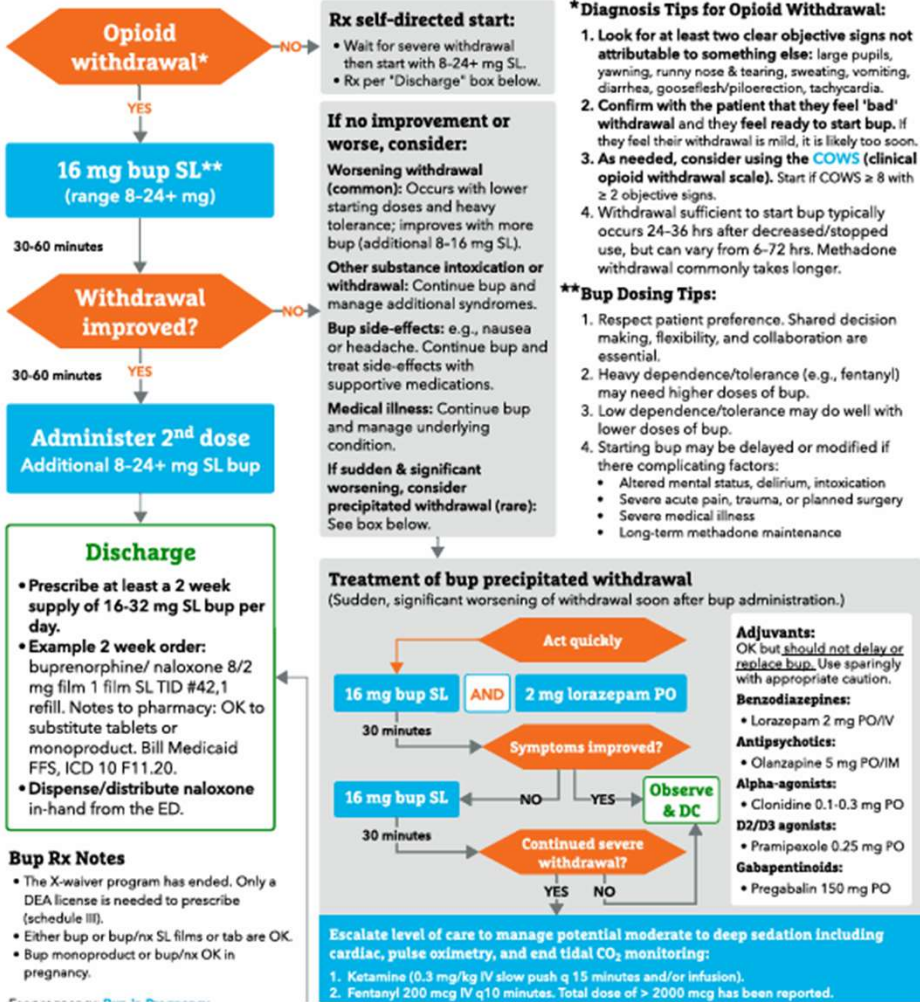 Opioid
withdrawal*
NO
YES
16 mg bup SL**
(range 8–24+ mg)
30-60 minutes
Withdrawal
improved?
NO
30-60 minutes
YES
Administer 2nd dose
Additional 8–24+ mg SL bup
Discharge
• Prescribe at least a 2 week
supply of 16-32 mg SL bup per
day.
• Example 2 week order:
buprenorphine/ naloxone 8/2
mg film 1 film SL TID #42,1
refill. Notes to pharmacy: OK to
substitute tablets or
monoproduct. Bill Medicaid
FFS, ICD 10 F11.20.
• Dispense/distribute naloxone
in-hand from the ED.
Bup Rx Notes
• The X-waiver program has ended. Only a
DEA license is needed to prescribe
(schedule III).
• Either bup or bup/nx SL films or tab are OK.
• Bup monoproduct or bup/nx OK in
pregnancy.
Rx self-directed start:
• Wait for severe withdrawal
then start with 8-24+ mg SL.
• Rx per "Discharge" box below.
If no improvement or
worse, consider:
Worsening withdrawal
(common): Occurs with lower
starting doses and heavy
tolerance; improves with more
bup (additional 8-16 mg SL).
Other substance intoxication or
withdrawal: Continue bup and
manage additional syndromes.
Bup side-effects: e.g., nausea
or headache. Continue bup and
treat side-effects with
supportive medications.
Medical illness: Continue bup
and manage underlying
condition.
If sudden & significant
worsening, consider
precipitated withdrawal (rare):
See box below.
*Diagnosis Tips for Opioid Withdrawal:
1. Look for at least two clear objective signs not
attributable to something else: large pupils,
yawning, runny nose & tearing, sweating, vomiting,
diarrhea, gooseflesh/piloerection, tachycardia.
2. Confirm with the patient that they feel 'bad'
withdrawal and they feel ready to start bup. If
they feel their withdrawal is mild, it is likely too soon.
3. As needed, consider using the COWS (clinical
opioid withdrawal scale). Start if COWS ≥ 8 with
≥ 2 objective signs.
4. Withdrawal sufficient to start bup typically
occurs 24–36 hrs after decreased/stopped
use, but can vary from 6–72 hrs. Methadone
withdrawal commonly takes longer.
**Bup Dosing Tips:
1. Respect patient preference. Shared decision
making, flexibility, and collaboration are
essential.
2. Heavy dependence/tolerance (e.g., fentanyl)
may need higher doses of bup.
3. Low dependence/tolerance may do well with
lower doses of bup.
4. Starting bup may be delayed or modified if
there complicating factors:
• Altered mental status, delirium, intoxication
• Severe acute pain, trauma, or planned surgery
• Severe medical illness
• Long-term methadone maintenance
Treatment of bup precipitated withdrawal
(Sudden, significant worsening of withdrawal soon after bup administration.)
Act quickly
16 mg bup SL AND 2 mg lorazepam PO
30 minutes
Symptoms improved?
16 mg bup SL
NO
YES
Observe
& DC
30 minutes
Continued severe
withdrawal?
YES NO
Adjuvants:
OK but should not delay or
replace bup. Use sparingly
with appropriate caution.
Benzodiazepines:
• Lorazepam 2 mg PO/IV
Antipsychotics:
• Olanzapine 5 mg PO/IM
Alpha-agonists:
• Clonidine 0.1-0.3 mg PO
D2/D3 agonists:
• Pramipexole 0.25 mg PO
Gabapentinoids:
• Pregabalin 150 mg PO
Escalate level of care to manage potential moderate to deep sedation including
cardiac, pulse oximetry, and end tidal CO2 monitoring:
1. Ketamine (0.3 mg/kg IV slow push q 15 minutes and/or infusion).
2. Fentanyl 200 mcg IV q10 minutes. Total dose of > 2000 mcg has been reported.